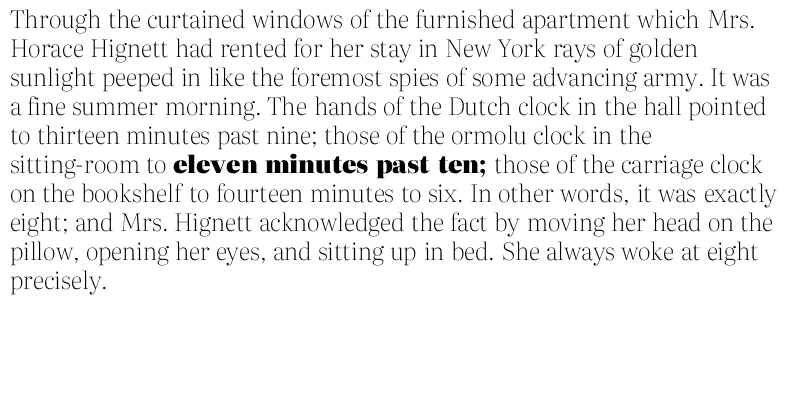 Through the curtained windows of the furnished apartment which Mrs.
Horace Hignett had rented for her stay in New York rays of golden
sunlight peeped in like the foremost spies of some advancing army. It was
a fine summer morning. The hands of the Dutch clock in the hall pointed
to thirteen minutes past nine; those of the ormolu clock in the
sitting-room to eleven minutes past ten; those of the carriage clock
on the bookshelf to fourteen minutes to six. In other words, it was exactly
eight; and Mrs. Hignett acknowledged the fact by moving her head on the
pillow, opening her eyes, and sitting up in bed. She always woke at eight
precisely.